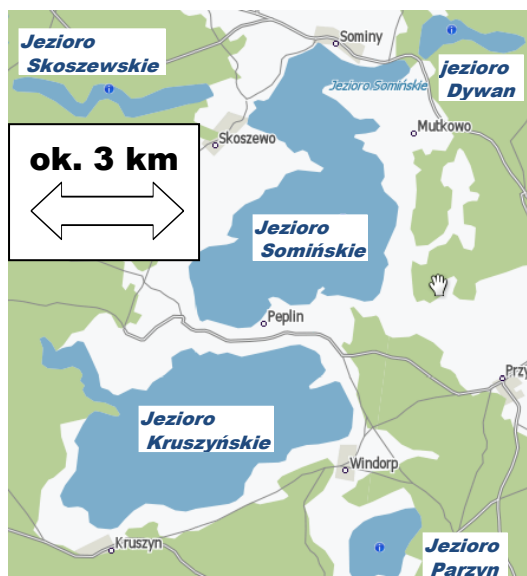 Jezioro
Skoszewskie
Sominy
Jezioro Somińskie
jezioro
Dywan
Mutkowo
Skoszewo
ok. 3 km
Jezioro
Somińskie
Peplin
Przy
Jezioro
Kruszyńskie
Windorp
Kruszyn
Jezioro
Parzyn